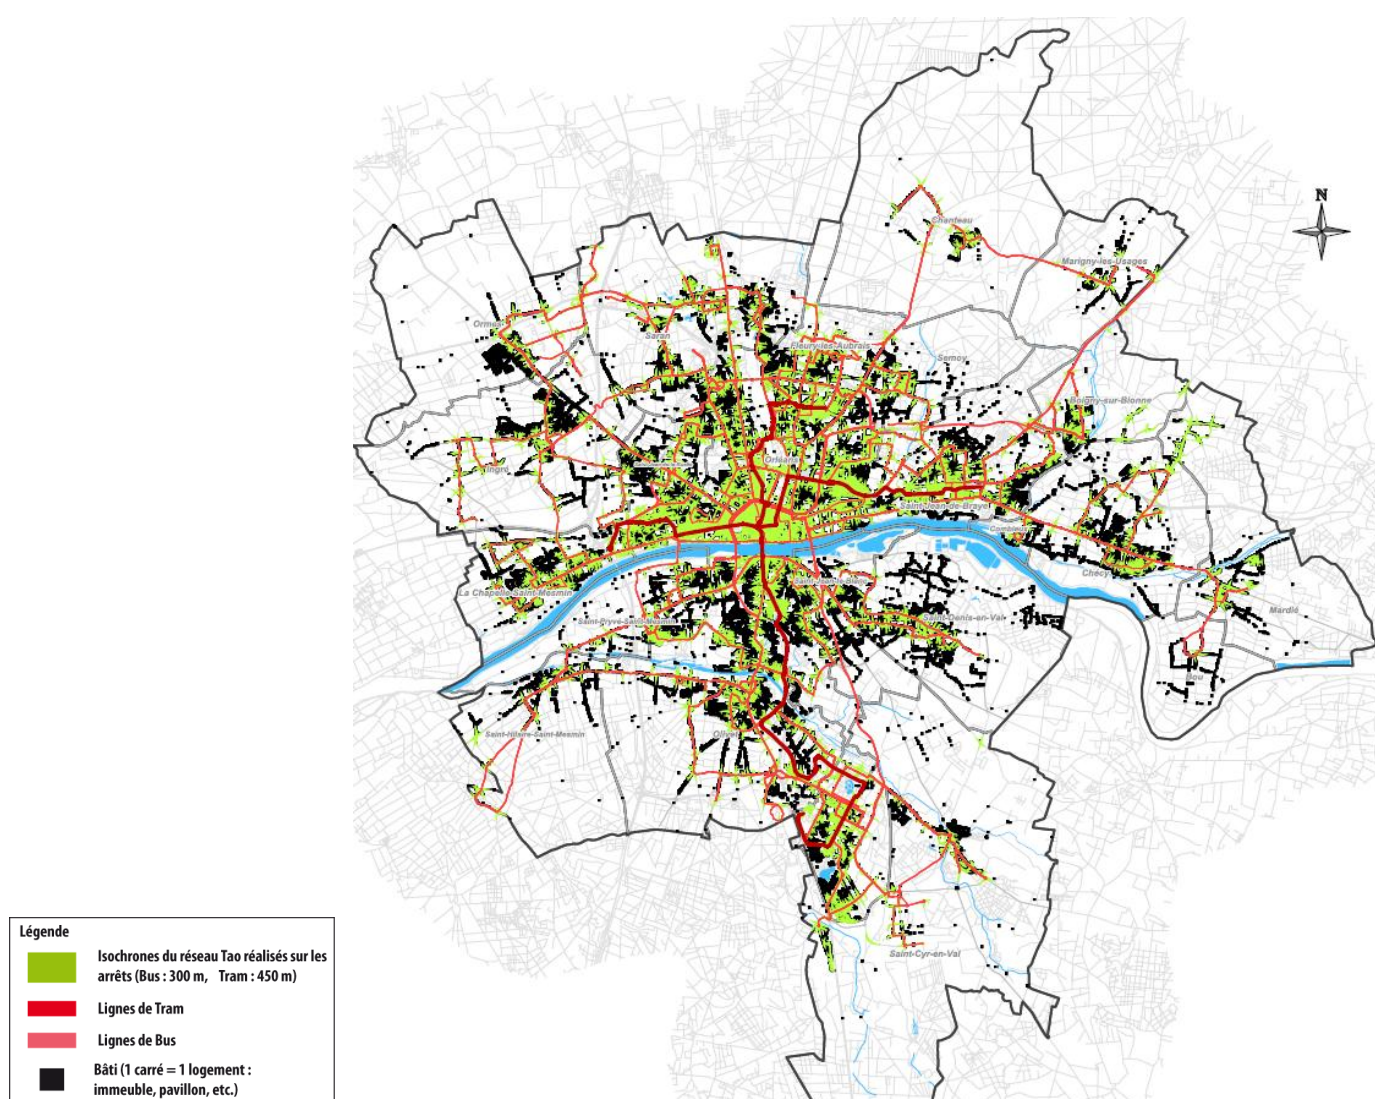 N
Chanteau
Marigny-les-Usages
Ormes
Saran
Fleury-les-Aubrais
Semoy
Boigny-sur-Bionne
Ingré
Orléans
Saint-Jean-de-Braye
Combleux
Chécy
La Chapelle-Saint-Mesmin
Saint-Jean-le-Blanc
Mardié
Saint-Pryvé-Saint-Mesmin
Saint-Denis-en-Val
Bou
Saint-Hilaire-Saint-Mesmin
Olivet
Saint-Cyr-en-Val
Légende
Isochrones du réseau Tao réalisés sur les
arrêts (Bus : 300 m, Tram : 450 m)
Lignes de Tram
Lignes de Bus
Bâti (1 carré = 1 logement :
immeuble, pavillon, etc.)